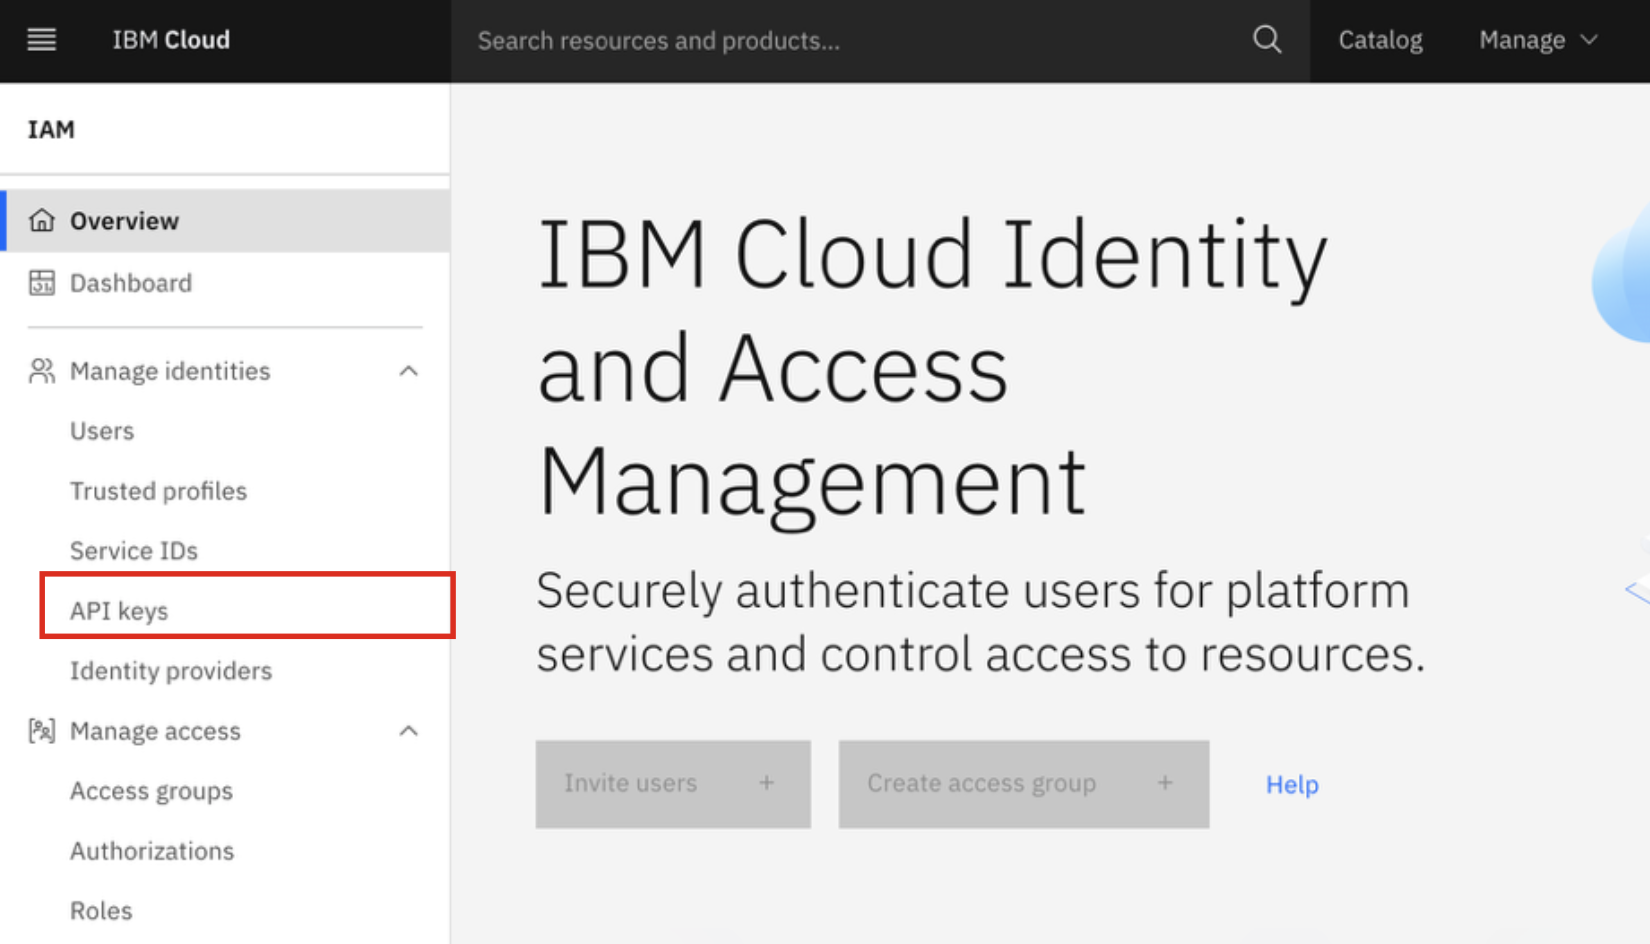 IBM Cloud
Search resources and products...
Catalog
Manage
IAM
Overview
Dashboard
Manage identities
Users
Trusted profiles
Service IDs
API keys
Identity providers
Manage access
Access groups
Authorizations
Roles
IBM Cloud Identity
and Access
Management
Securely authenticate users for platform
services and control access to resources.
Invite users +
Create access group +
Help